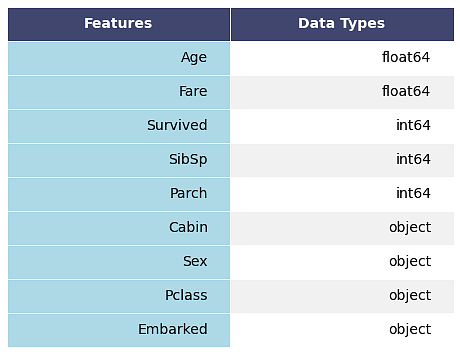 Features Data Types
Age float64
Fare float64
Survived int64
SibSp int64
Parch int64
Cabin object
Sex object
Pclass object
Embarked object